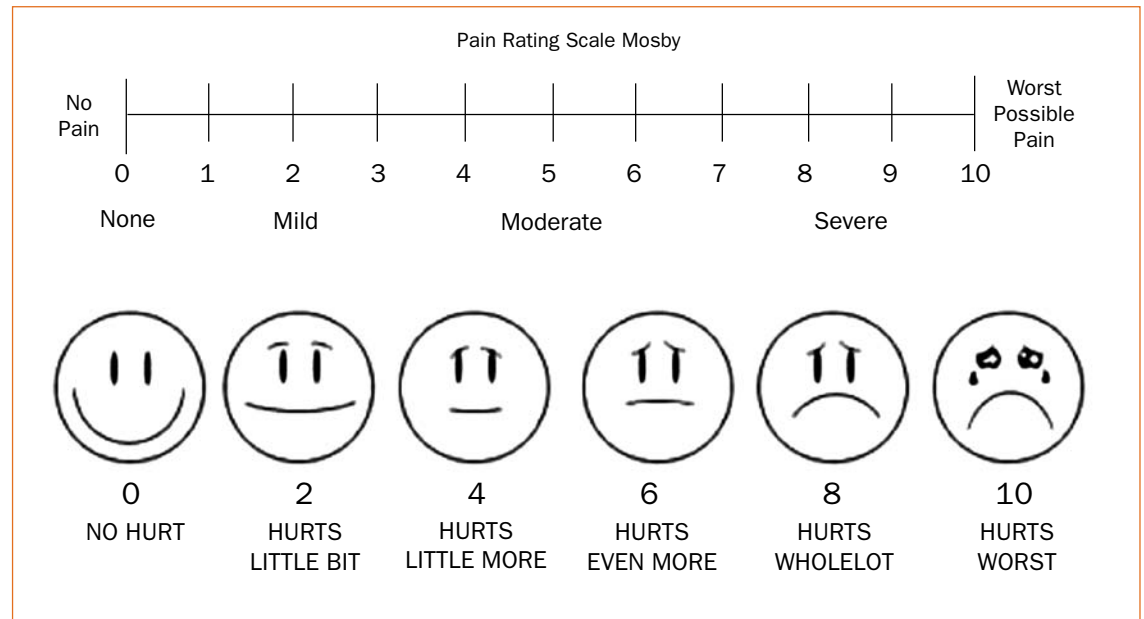 Pain Rating Scale Mosby
No
Pain
Worst
Possible
Pain
0 1 2 3 4 5 6 7 8 9 10
None Mild Moderate Severe
0 2 4 6 8 10
NO HURT HURTS HURTS HURTS HURTS HURTS
LITTLE BIT LITTLE MORE EVEN MORE WHOLELOT WORST